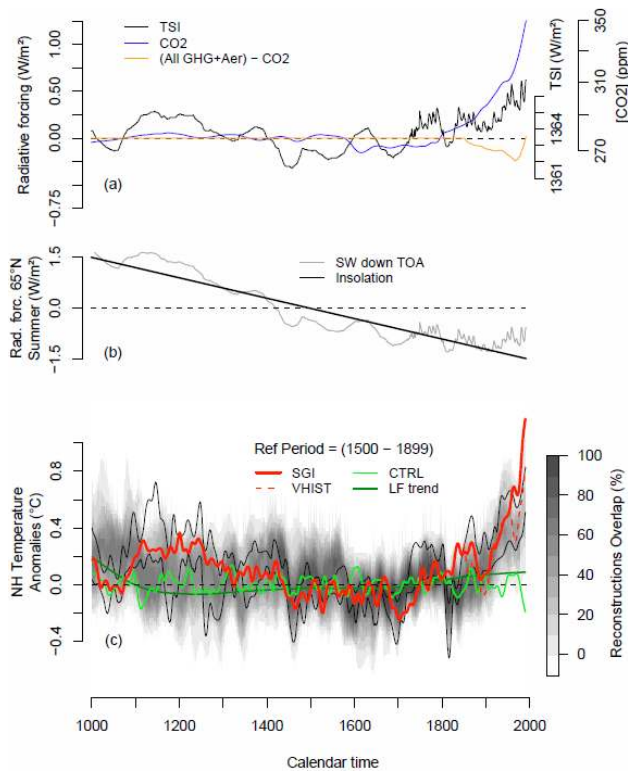 Radiative forcing (W/m²)
1.00
0.50
0.00
−0.75
TSI
CO2
(All GHG+Aer) − CO2
(a)
TSI (W/m²)
1364
1361
[CO2] (ppm)
350
310
270
Rad. forc. 65°N
Summer (W/m²)
1.5
0.0
−1.5
SW down TOA
Insolation
(b)
NH Temperature
Anomalies (°C)
0.8
0.4
0.0
−0.4
Ref Period = (1500 − 1899)
SGI
CTRL
VHIST
LF trend
(c)
Reconstructions Overlap (%)
100
80
60
40
20
0
1000
1200
1400
1600
1800
2000
Calendar time